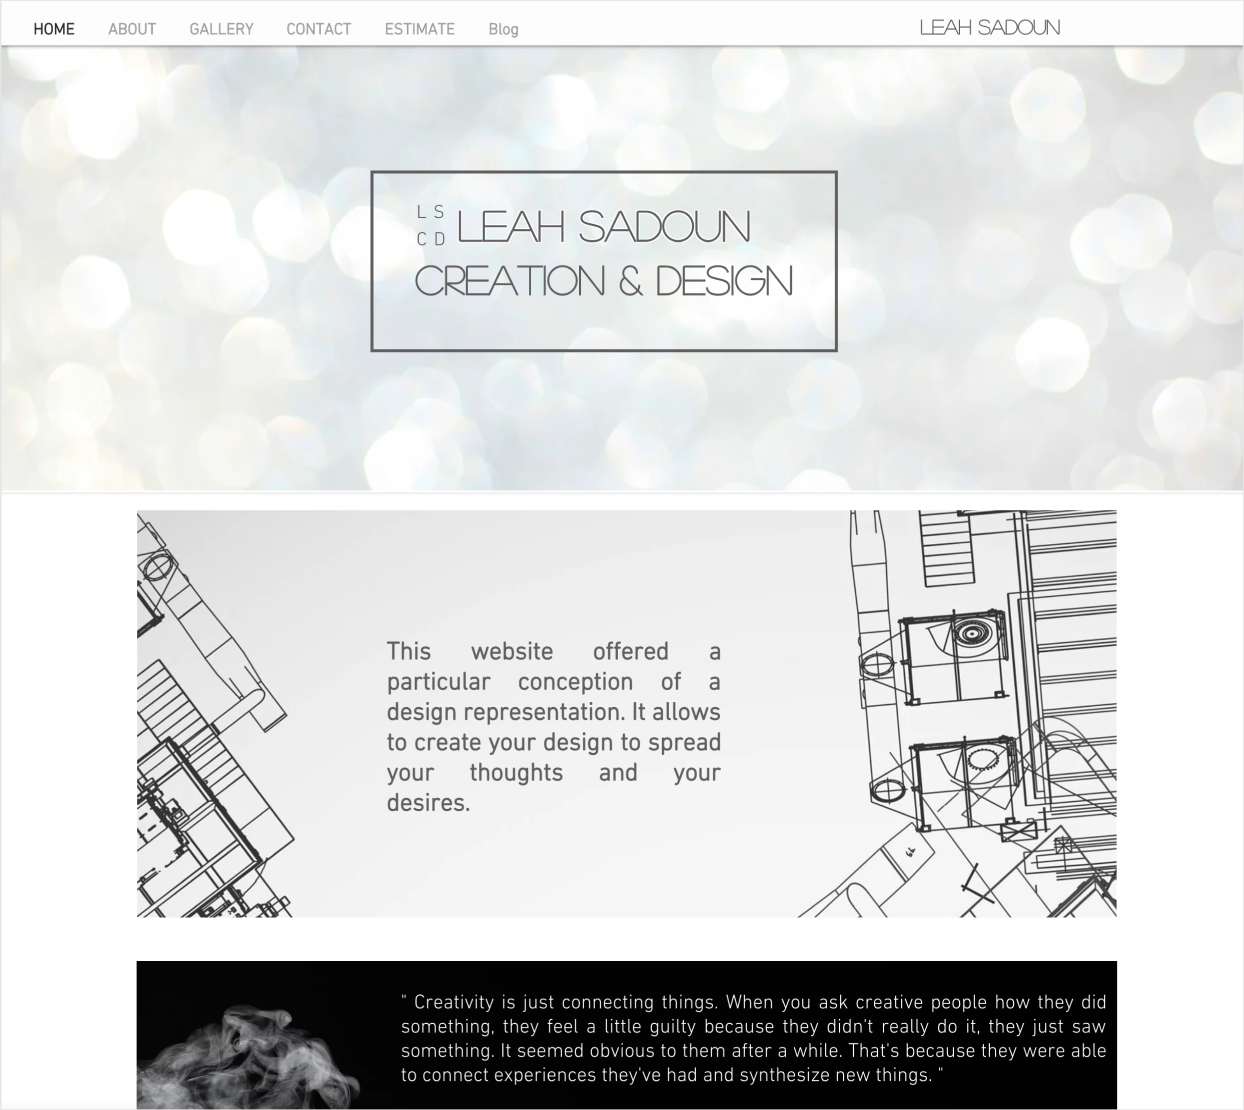 HOME ABOUT GALLERY CONTACT ESTIMATE Blog LEAH SADOUN
L S
C D
LEAH SADOUN
CREATION & DESIGN
This website offered a
particular conception of a
design representation. It allows
to create your design to spread
your thoughts and your
desires.
" Creativity is just connecting things. When you ask creative people how they did
something, they feel a little guilty because they didn't really do it, they just saw
something. It seemed obvious to them after a while. That's because they were able
to connect experiences they've had and synthesize new things. "